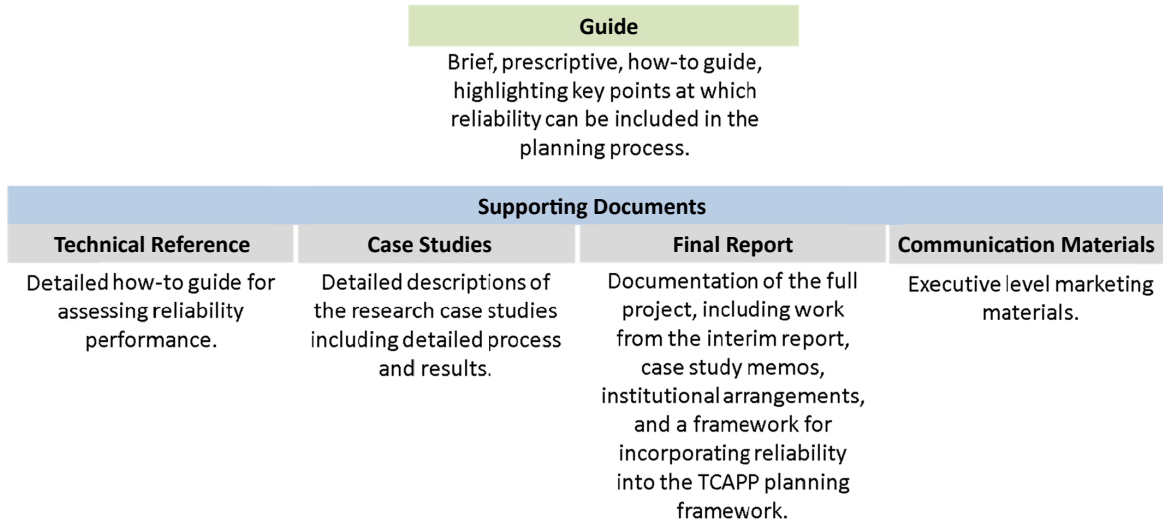 Guide
Brief, prescriptive, how-to guide,
highlighting key points at which
reliability can be included in the
planning process.
Supporting Documents
Technical Reference
Detailed how-to guide for
assessing reliability
performance.
Case Studies
Detailed descriptions of
the research case studies
including detailed process
and results.
Final Report
Documentation of the full
project, including work
from the interim report,
case study memos,
institutional arrangements,
and a framework for
incorporating reliability
into the TCAPP planning
framework.
Communication Materials
Executive level marketing
materials.